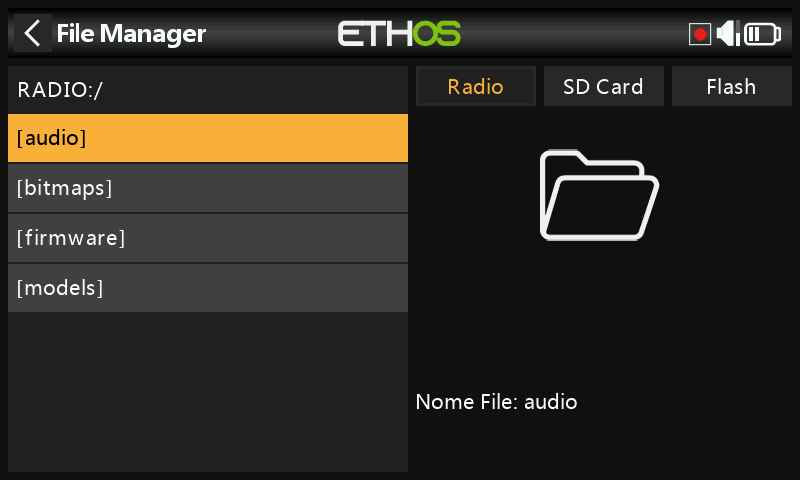 File Manager
ETHOS
RADIO:/
[audio]
[bitmaps]
[firmware]
[models]
Radio
SD Card
Flash
Nome File: audio